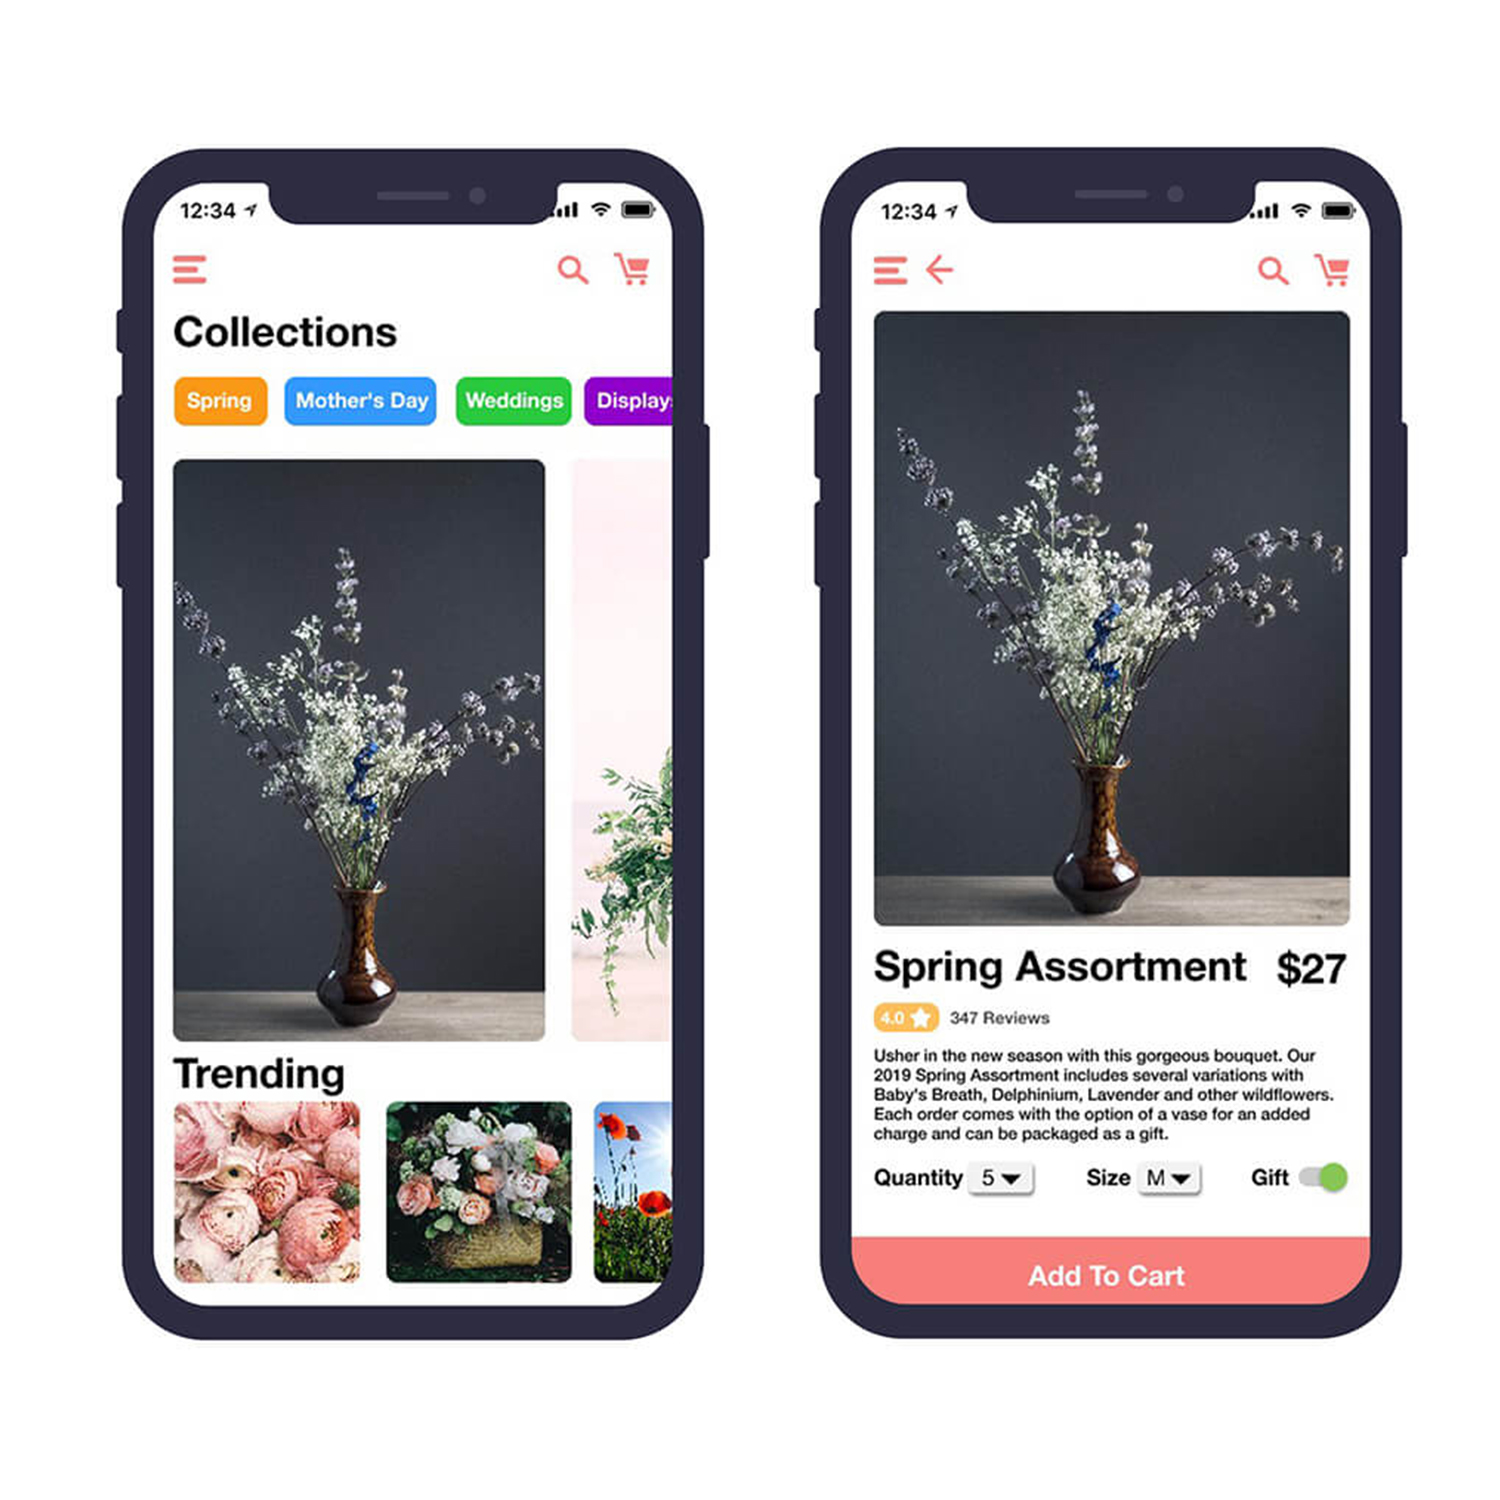 12:34
Collections
Spring
Mother's Day
Weddings
Displays
Trending
12:34
Spring Assortment
$27
4.0
347 Reviews
Usher in the new season with this gorgeous bouquet. Our
2019 Spring Assortment includes several variations with
Baby's Breath, Delphinium, Lavender and other wildflowers.
Each order comes with the option of a vase for an added
charge and can be packaged as a gift.
Quantity 5
Size M
Gift
Add To Cart